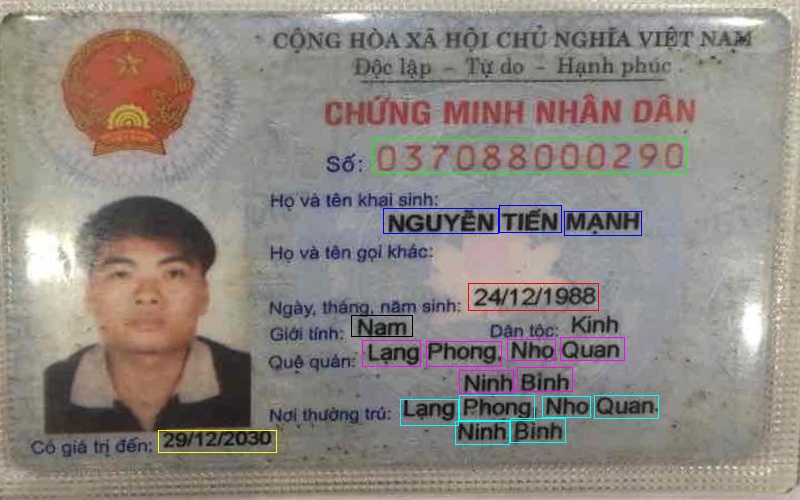 CỘNG HÒA XÃ HỘI CHỦ NGHĨA VIỆT NAM
Độc lập - Tự do - Hạnh phúc
CHỨNG MINH NHÂN DÂN
Số: 037088000290
Họ và tên khai sinh:
NGUYỄN TIẾN MẠNH
Họ và tên gọi khác:
Ngày, tháng, năm sinh: 24/12/1988
Giới tính: Nam Dân tộc: Kinh
Quê quán: Lạng Phong, Nho Quan
Ninh Bình
Nơi thường trú: Lạng Phong, Nho Quan
Ninh Bình
Có giá trị đến: 29/12/2030